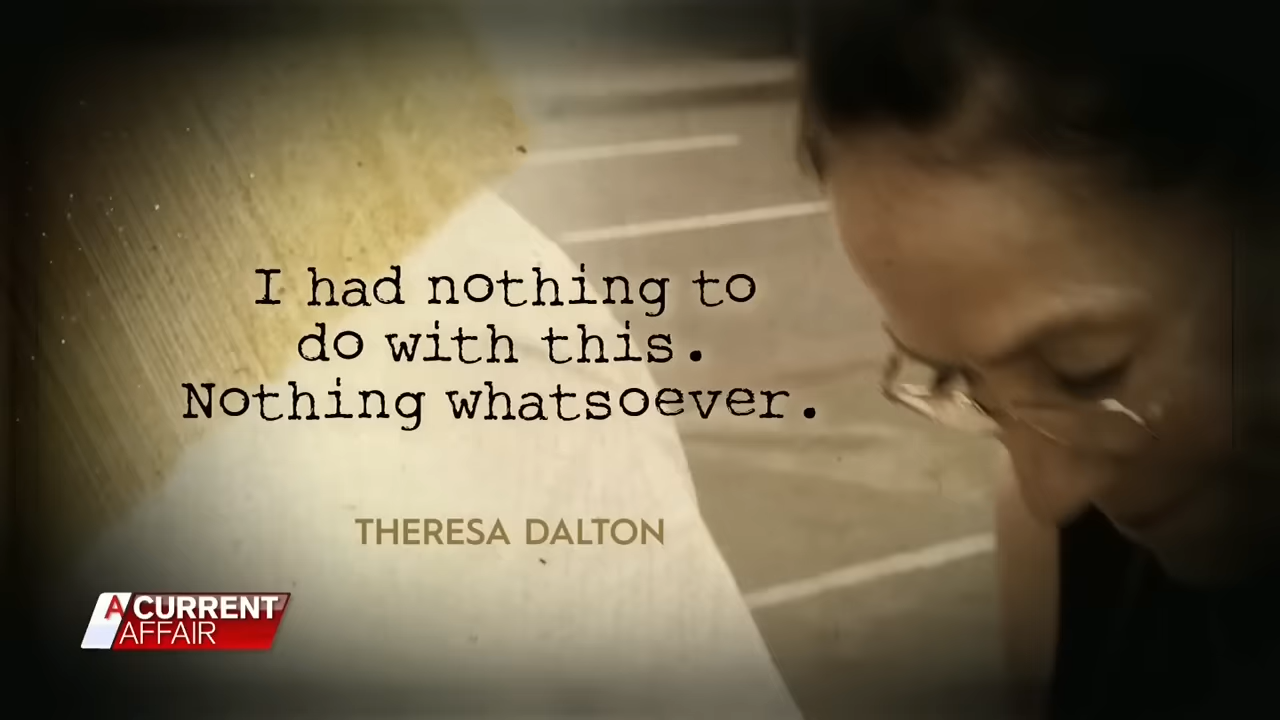 I had nothing to
do with this.
Nothing whatsoever.
THERESA DALTON
A CURRENT
AFFAIR